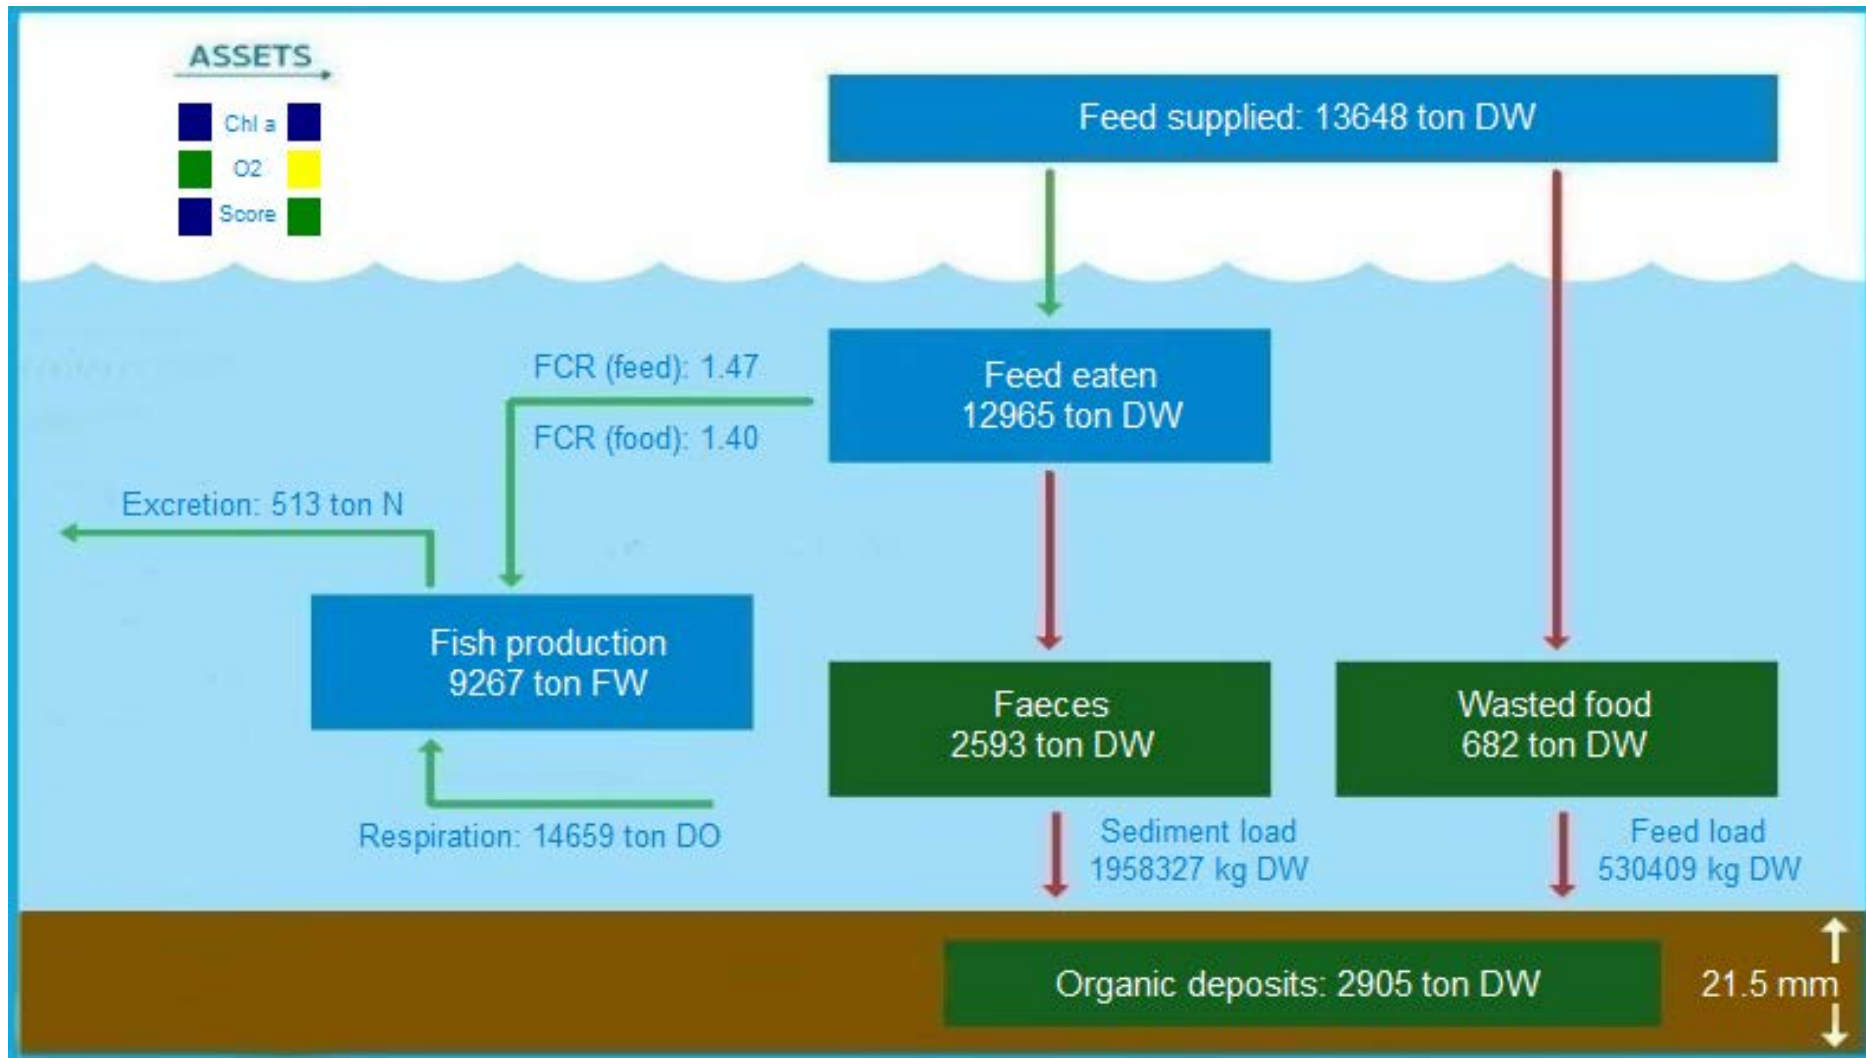 ASSETS
Chl a
O2
Score
Feed supplied: 13648 ton DW
FCR (feed): 1.47
FCR (food): 1.40
Feed eaten
12965 ton DW
Excretion: 513 ton N
Fish production
9267 ton FW
Faeces
2593 ton DW
Wasted food
682 ton DW
Respiration: 14659 ton DO
Sediment load
1958327 kg DW
Feed load
530409 kg DW
Organic deposits: 2905 ton DW
21.5 mm